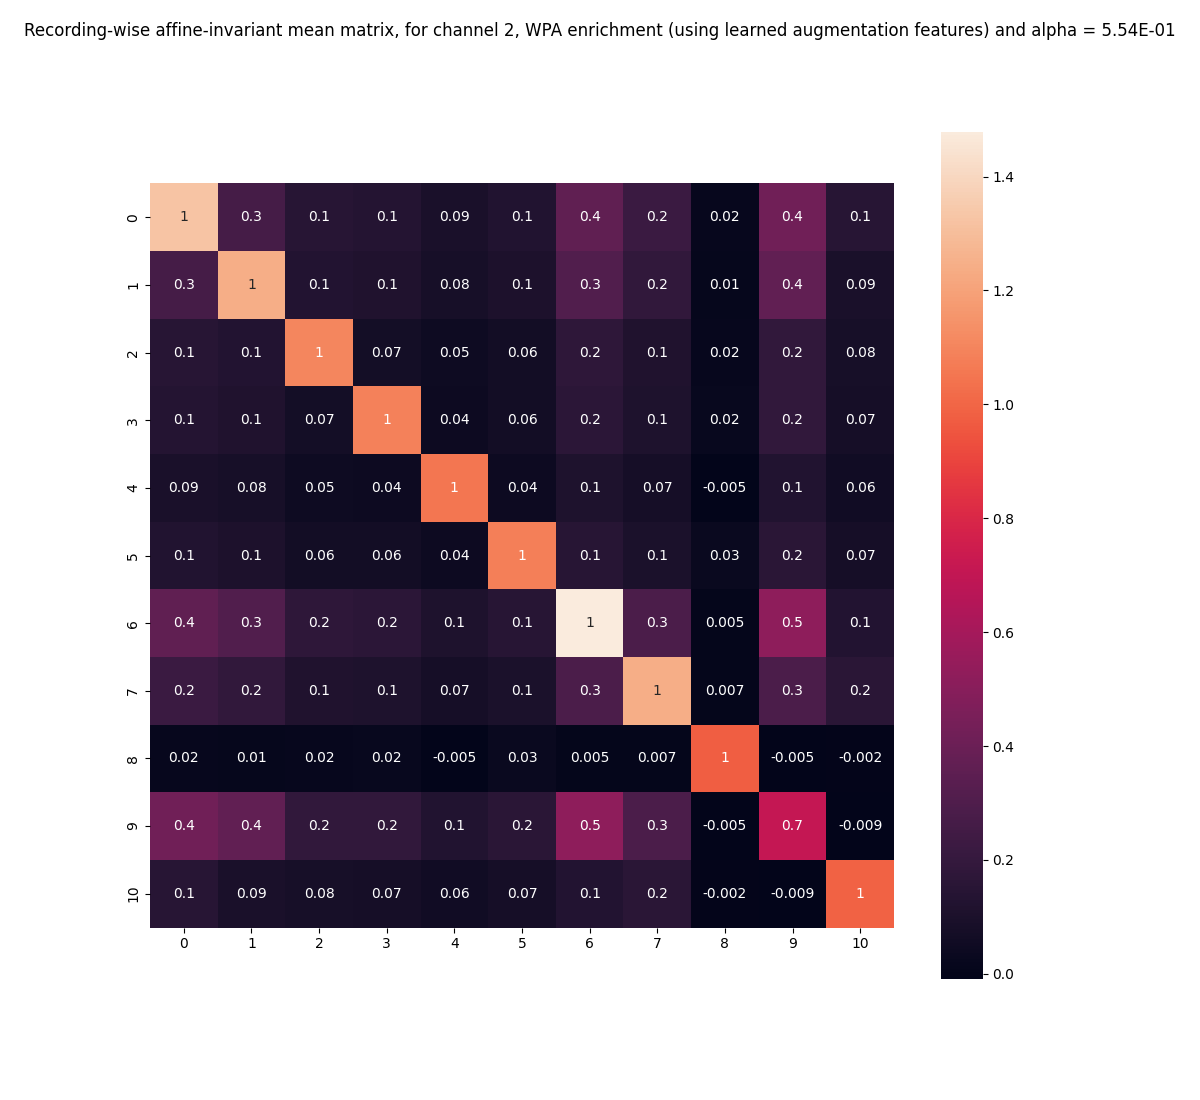 Recording-wise affine-invariant mean matrix, for channel 2, WPA enrichment (using learned augmentation features) and alpha = 5.54E-01
0 1 0.3 0.1 0.1 0.09 0.1 0.4 0.2 0.02 0.4 0.1
1 0.3 1 0.1 0.1 0.08 0.1 0.3 0.2 0.01 0.4 0.09
2 0.1 0.1 1 0.07 0.05 0.06 0.2 0.1 0.02 0.2 0.08
3 0.1 0.1 0.07 1 0.04 0.06 0.2 0.1 0.02 0.2 0.07
4 0.09 0.08 0.05 0.04 1 0.04 0.1 0.07 -0.005 0.1 0.06
5 0.1 0.1 0.06 0.06 0.04 1 0.1 0.1 0.03 0.2 0.07
6 0.4 0.3 0.2 0.2 0.1 0.1 1 0.3 0.005 0.5 0.1
7 0.2 0.2 0.1 0.1 0.07 0.1 0.3 1 0.007 0.3 0.2
8 0.02 0.01 0.02 0.02 -0.005 0.03 0.005 0.007 1 -0.005 -0.002
9 0.4 0.4 0.2 0.2 0.1 0.2 0.5 0.3 -0.005 0.7 -0.009
10 0.1 0.09 0.08 0.07 0.06 0.07 0.1 0.2 -0.002 -0.009 1
0 1 2 3 4 5 6 7 8 9 10
1.4
1.2
1.0
0.8
0.6
0.4
0.2
0.0